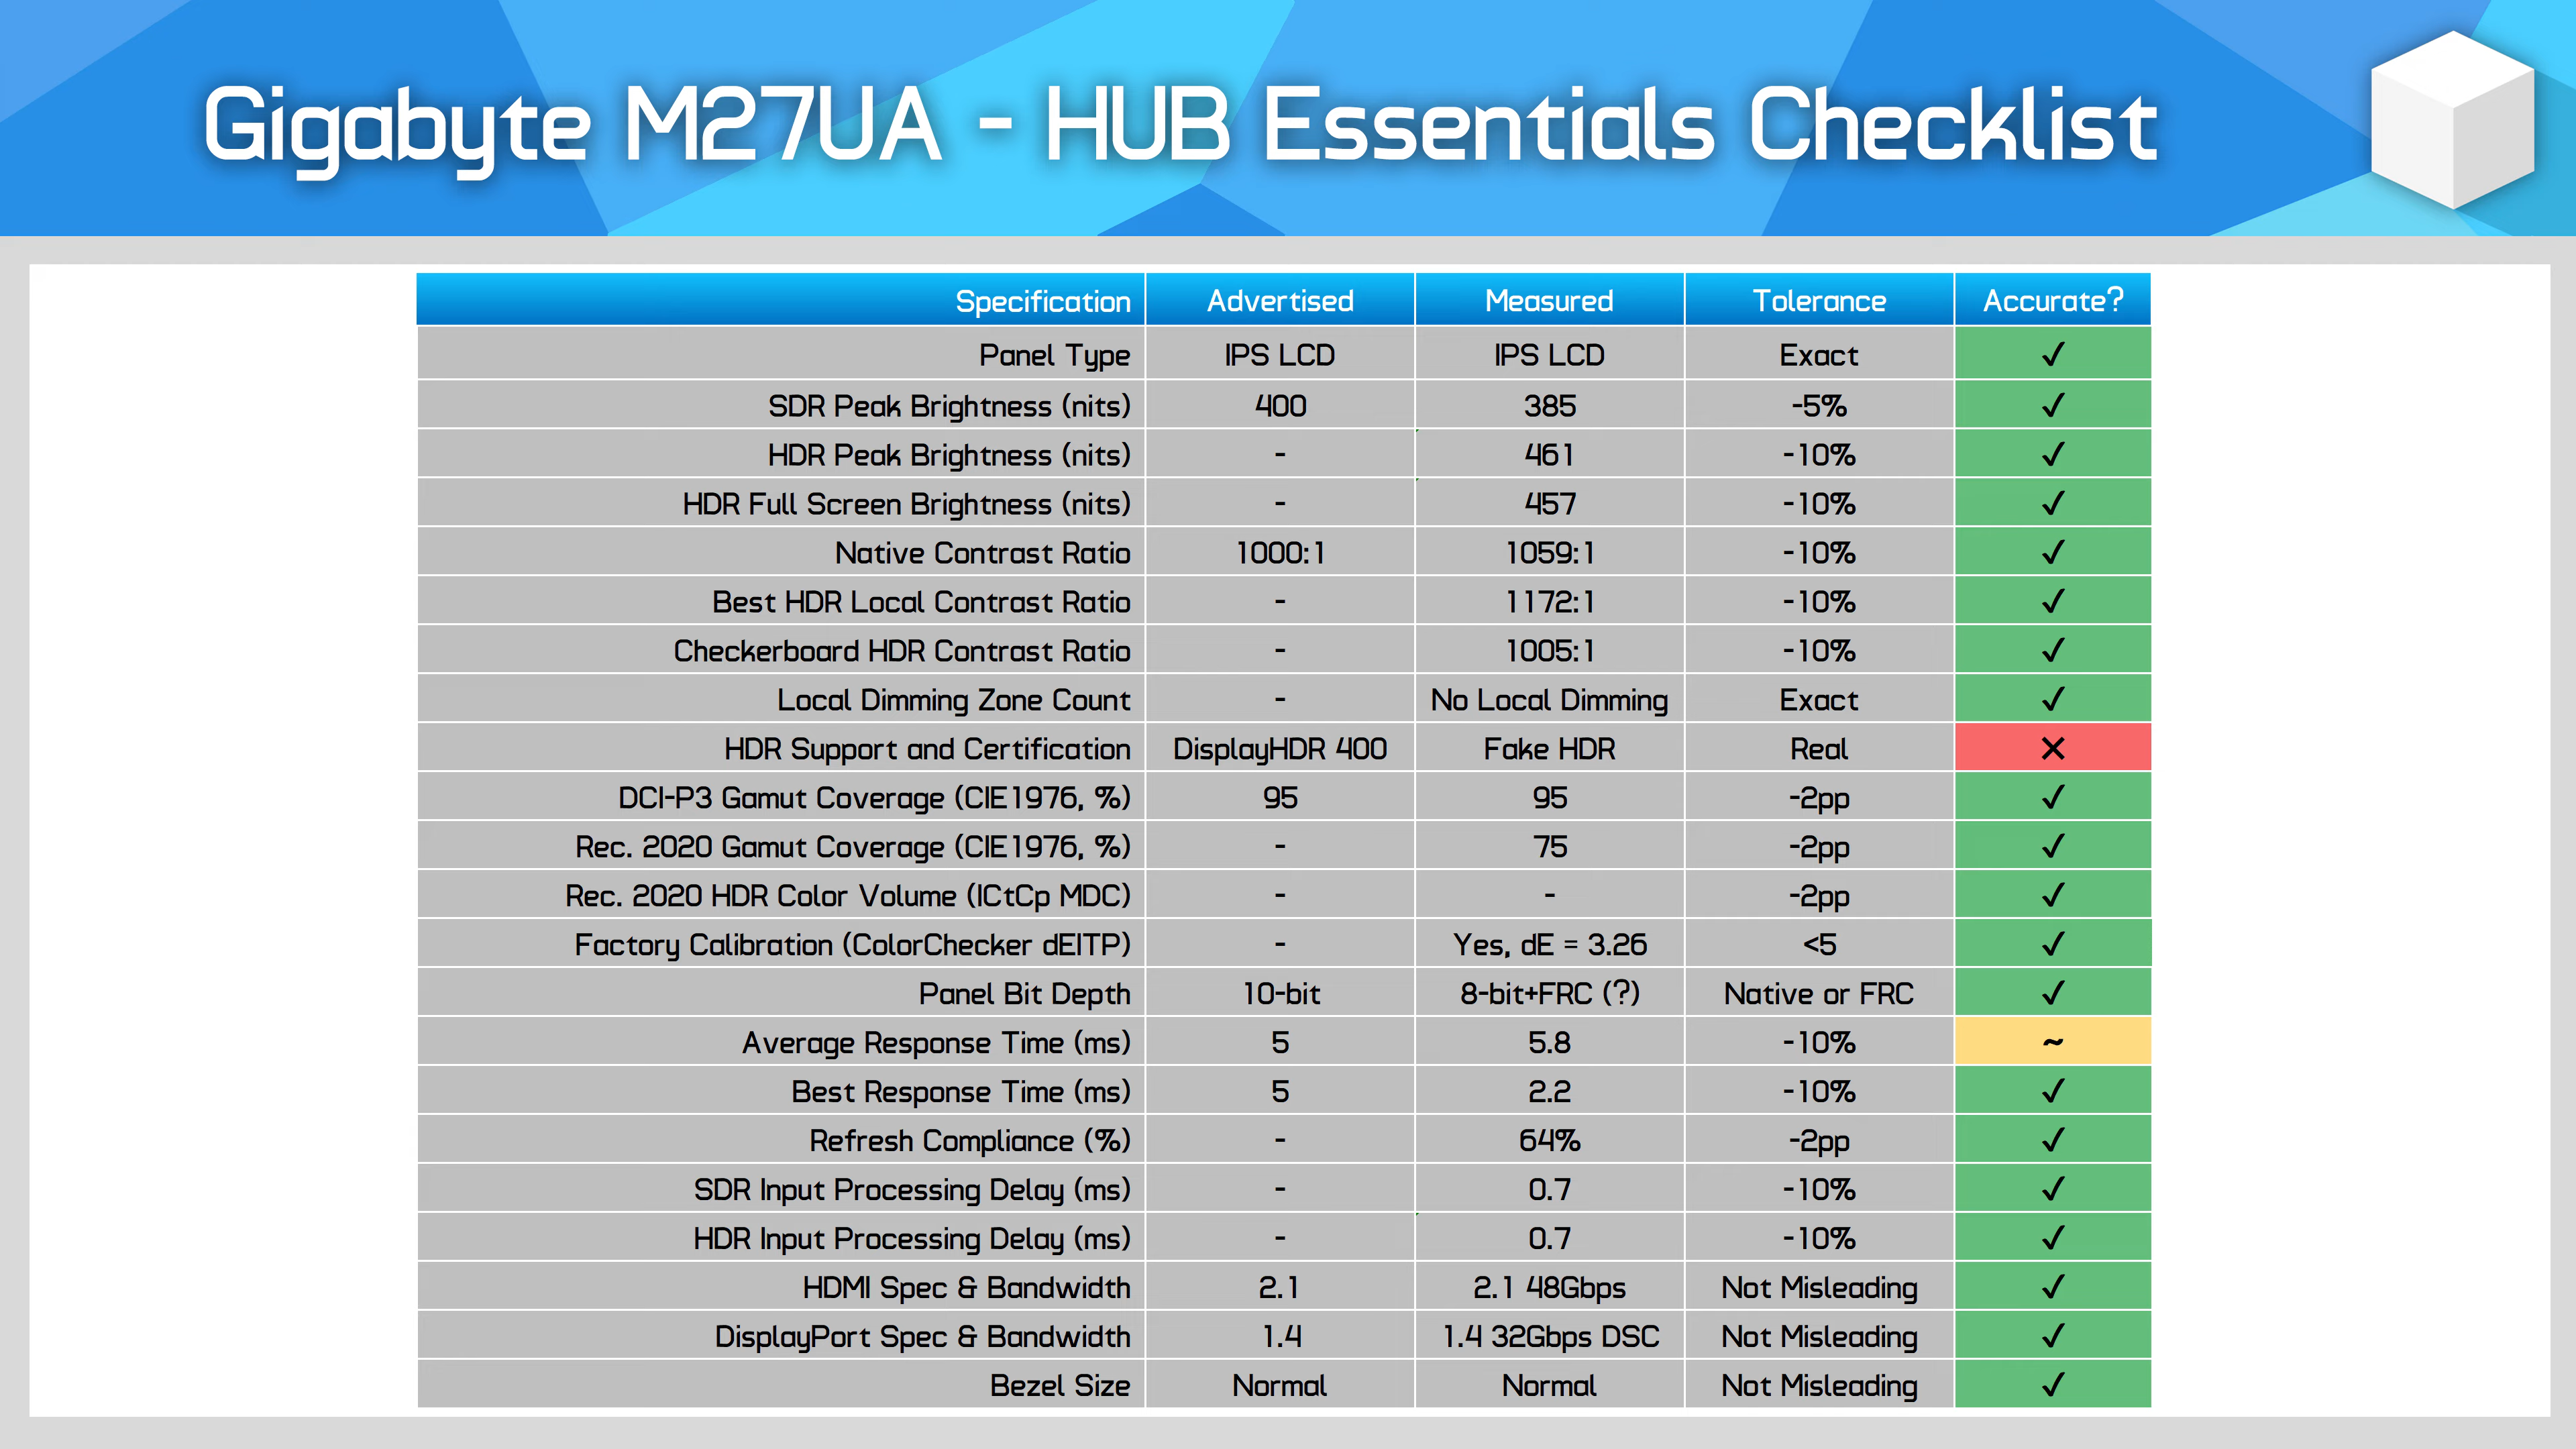 Gigabyte M27UA - HUB Essentials Checklist
Specification Advertised Measured Tolerance Accurate?
Panel Type IPS LCD IPS LCD Exact ✓
SDR Peak Brightness (nits) 400 385 -5% ✓
HDR Peak Brightness (nits) - 461 -10% ✓
HDR Full Screen Brightness (nits) - 457 -10% ✓
Native Contrast Ratio 1000:1 1059:1 -10% ✓
Best HDR Local Contrast Ratio - 1172:1 -10% ✓
Checkerboard HDR Contrast Ratio - 1005:1 -10% ✓
Local Dimming Zone Count - No Local Dimming Exact ✓
HDR Support and Certification DisplayHDR 400 Fake HDR Real ✕
DCI-P3 Gamut Coverage (CIE1976, %) 95 95 -2pp ✓
Rec. 2020 Gamut Coverage (CIE1976, %) - 75 -2pp ✓
Rec. 2020 HDR Color Volume (ICtCp MDC) - - -2pp ✓
Factory Calibration (ColorChecker dEITP) - Yes, dE = 3.26 <5 ✓
Panel Bit Depth 10-bit 8-bit+FRC (?) Native or FRC ✓
Average Response Time (ms) 5 5.8 -10% ~
Best Response Time (ms) 5 2.2 -10% ✓
Refresh Compliance (%) - 64% -2pp ✓
SDR Input Processing Delay (ms) - 0.7 -10% ✓
HDR Input Processing Delay (ms) - 0.7 -10% ✓
HDMI Spec & Bandwidth 2.1 2.1 48Gbps Not Misleading ✓
DisplayPort Spec & Bandwidth 1.4 1.4 32Gbps DSC Not Misleading ✓
Bezel Size Normal Normal Not Misleading ✓